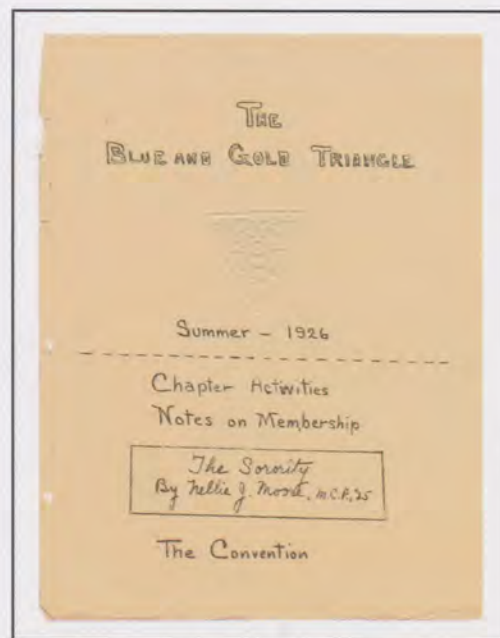 THE
BLUE AND GOLD TRIANGLE
Summer - 1926
Chapter Activities
Notes on Membership
The Sorority
By Nellie J. Moore, M.C.P., 25
The Convention